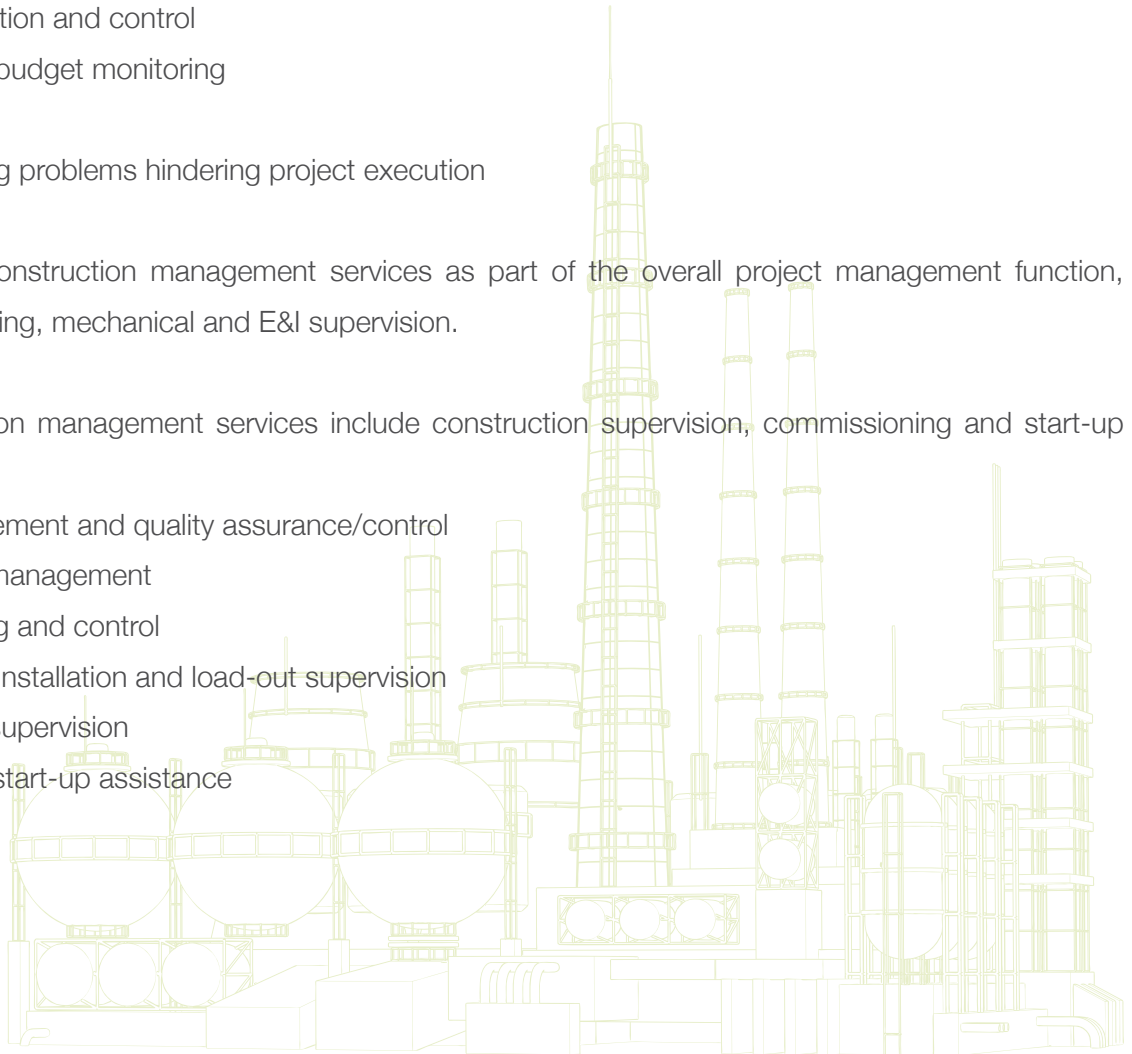 tion and control
budget monitoring
g problems hindering project execution
onstruction management services as part of the overall project management function,
ing, mechanical and E&I supervision.
on management services include construction supervision, commissioning and start-up
ement and quality assurance/control
management
g and control
installation and load-out supervision
supervision
start-up assistance